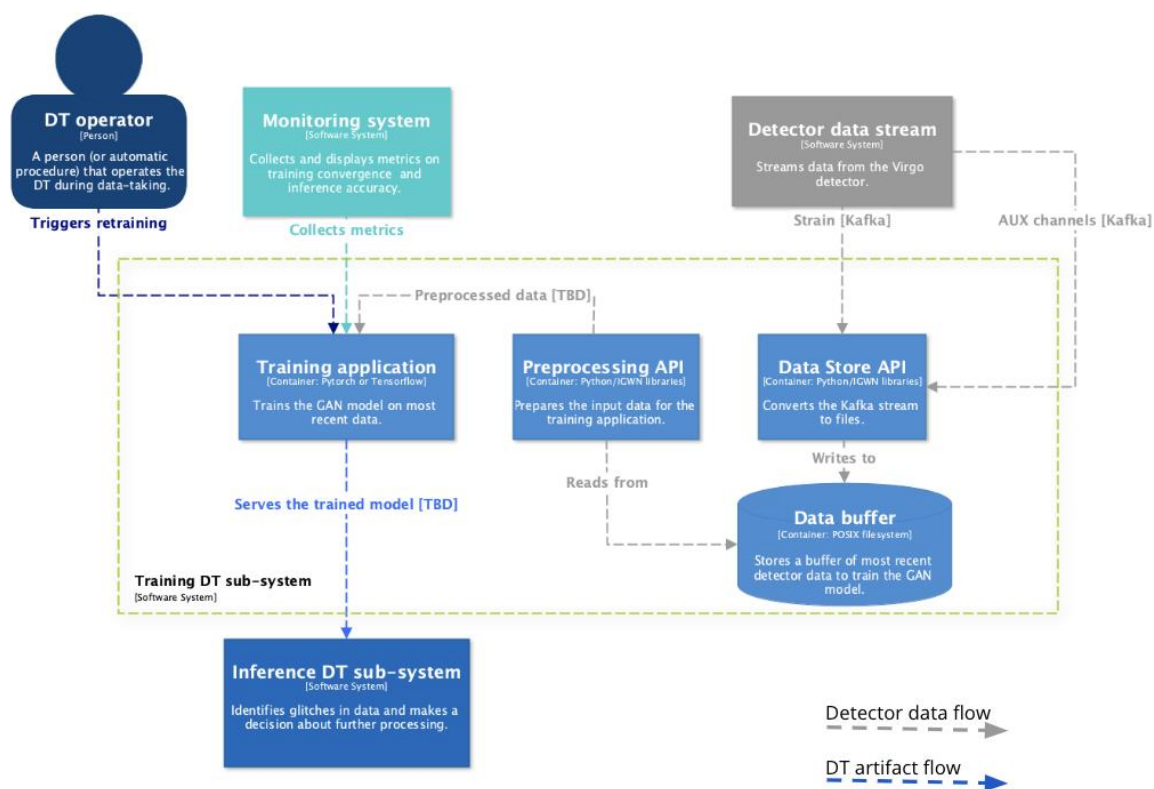 DT operator
[Person]
A person (or automatic
procedure) that operates the
DT during data-taking.
Triggers retraining
Monitoring system
[Software System]
Collects and displays metrics on
training convergence and
inference accuracy.
Collects metrics
Detector data stream
[Software System]
Streams data from the Virgo
detector.
Strain [Kafka]
AUX channels [Kafka]
Preprocessed data [TBD]
Training application
[Container: Pytorch or Tensorflow]
Trains the GAN model on most
recent data.
Preprocessing API
[Container: Python/IGWN libraries]
Prepares the input data for the
training application.
Data Store API
[Container: Python/IGWN libraries]
Converts the Kafka stream
to files.
Writes to
Reads from
Serves the trained model [TBD]
Data buffer
[Container: POSIX filesystem]
Stores a buffer of most recent
detector data to train the GAN
model.
Training DT sub-system
[Software System]
Inference DT sub-system
[Software System]
Identifies glitches in data and makes a
decision about further processing.
Detector data flow
DT artifact flow